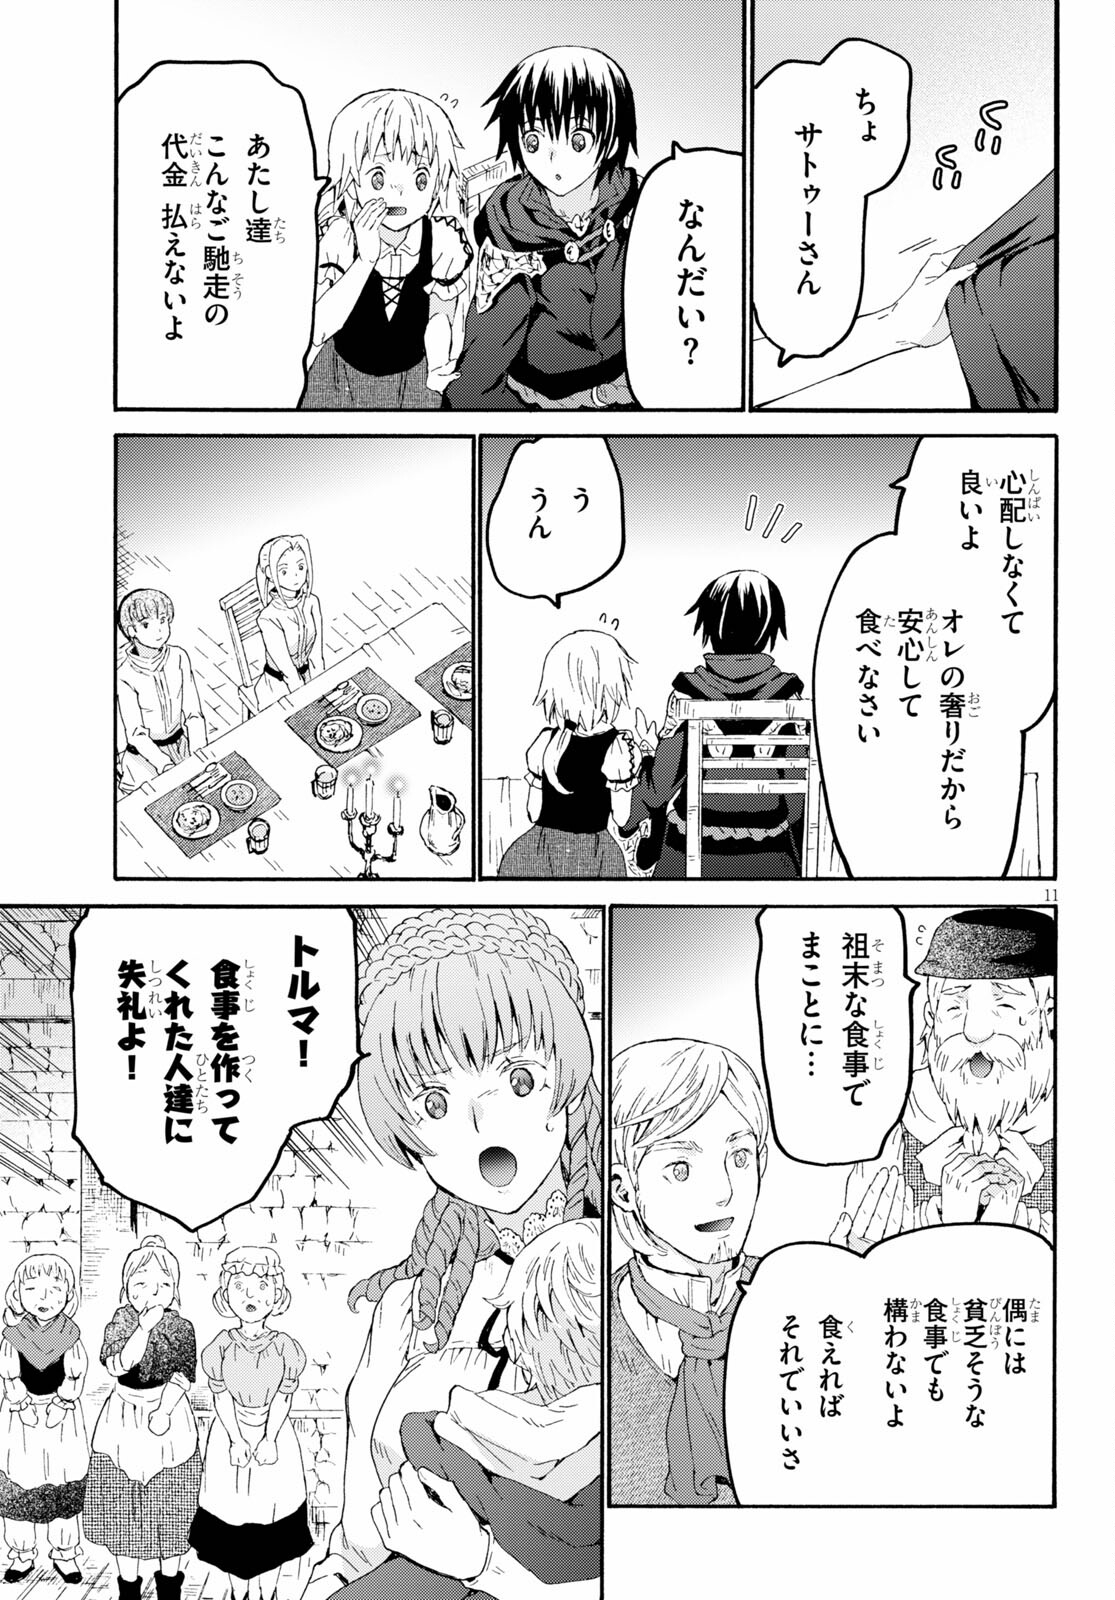 ちょ
サトゥーさん
なんだい？
あたし達
こんなご馳走の
代金 払えないよ
心配しなくて
良いよ
オレの奢りだから
安心して
食べなさい
う
うん
11
祖末な食事で
まことに…
偶には
貧乏そうな
食事でも
構わないよ
食えれば
それでいいさ
トルマ！
食事を作って
くれた人達に
失礼よ！